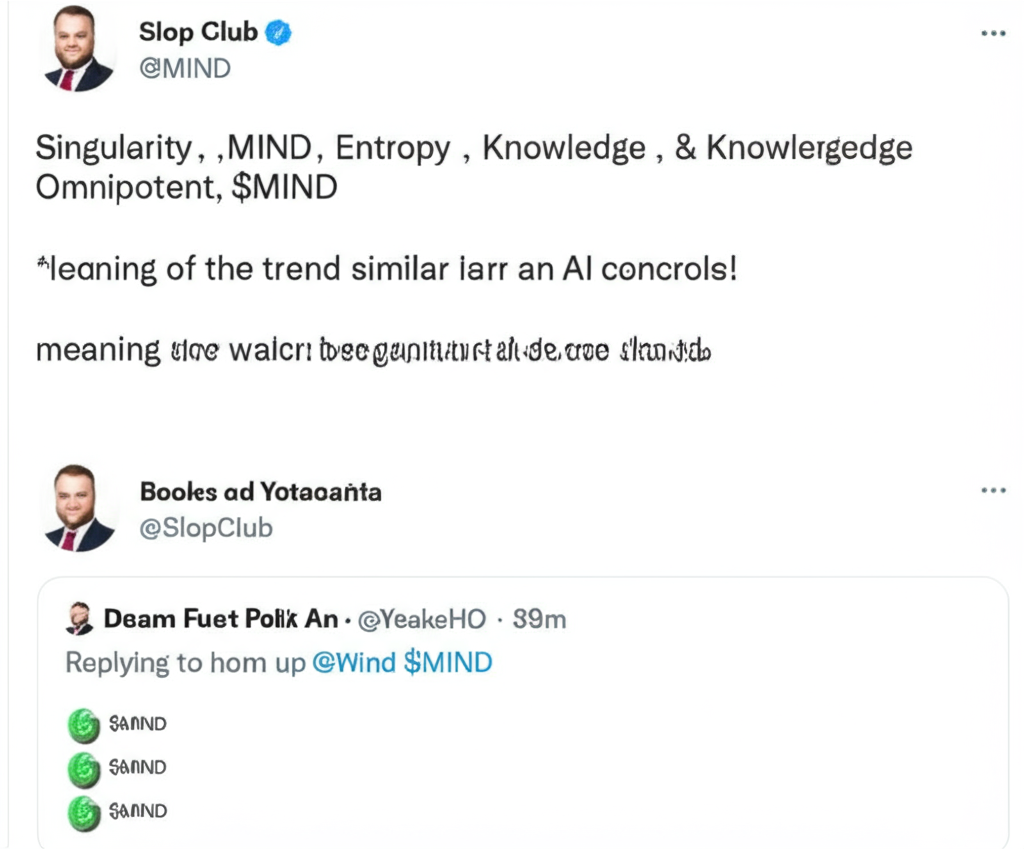 Slop Club
@MIND
Singularity, ,MIND, Entropy , Knowledge , & Knowlergedge
Omnipotent, $MIND
leaning of the trend similar iarr an AI concrols!
meaning
Booles ad Yotaoanta
@SlopClub
Deam Fuet Polik An · @YeakeHO · 39m
Replying to hom up @Wind $MIND
$ANND
$ANND
$ANND